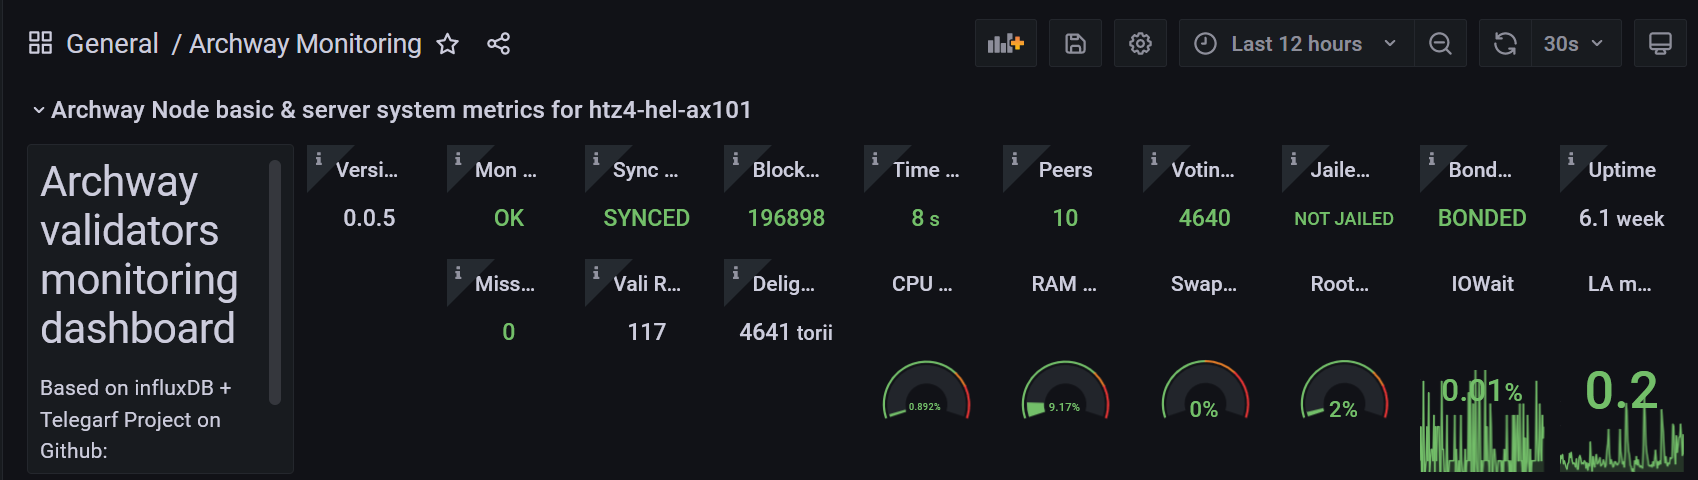 General / Archway Monitoring
Last 12 hours
30s
Archway Node basic & server system metrics for htz4-hel-ax101
Archway
validators
monitoring
dashboard
Based on influxDB +
Telegarf Project on
Github:
Versi...
0.0.5
Mon ...
OK
Sync ...
SYNCED
Block...
196898
Time ...
8 s
Peers
10
Votin...
4640
Jaile...
NOT JAILED
Bond...
BONDED
Uptime
6.1 week
Miss...
0
Vali R...
117
Delig...
4641 torii
CPU ...
0.892%
RAM ...
9.17%
Swap...
0%
Root...
2%
IOWait
0.01%
LA m...
0.2